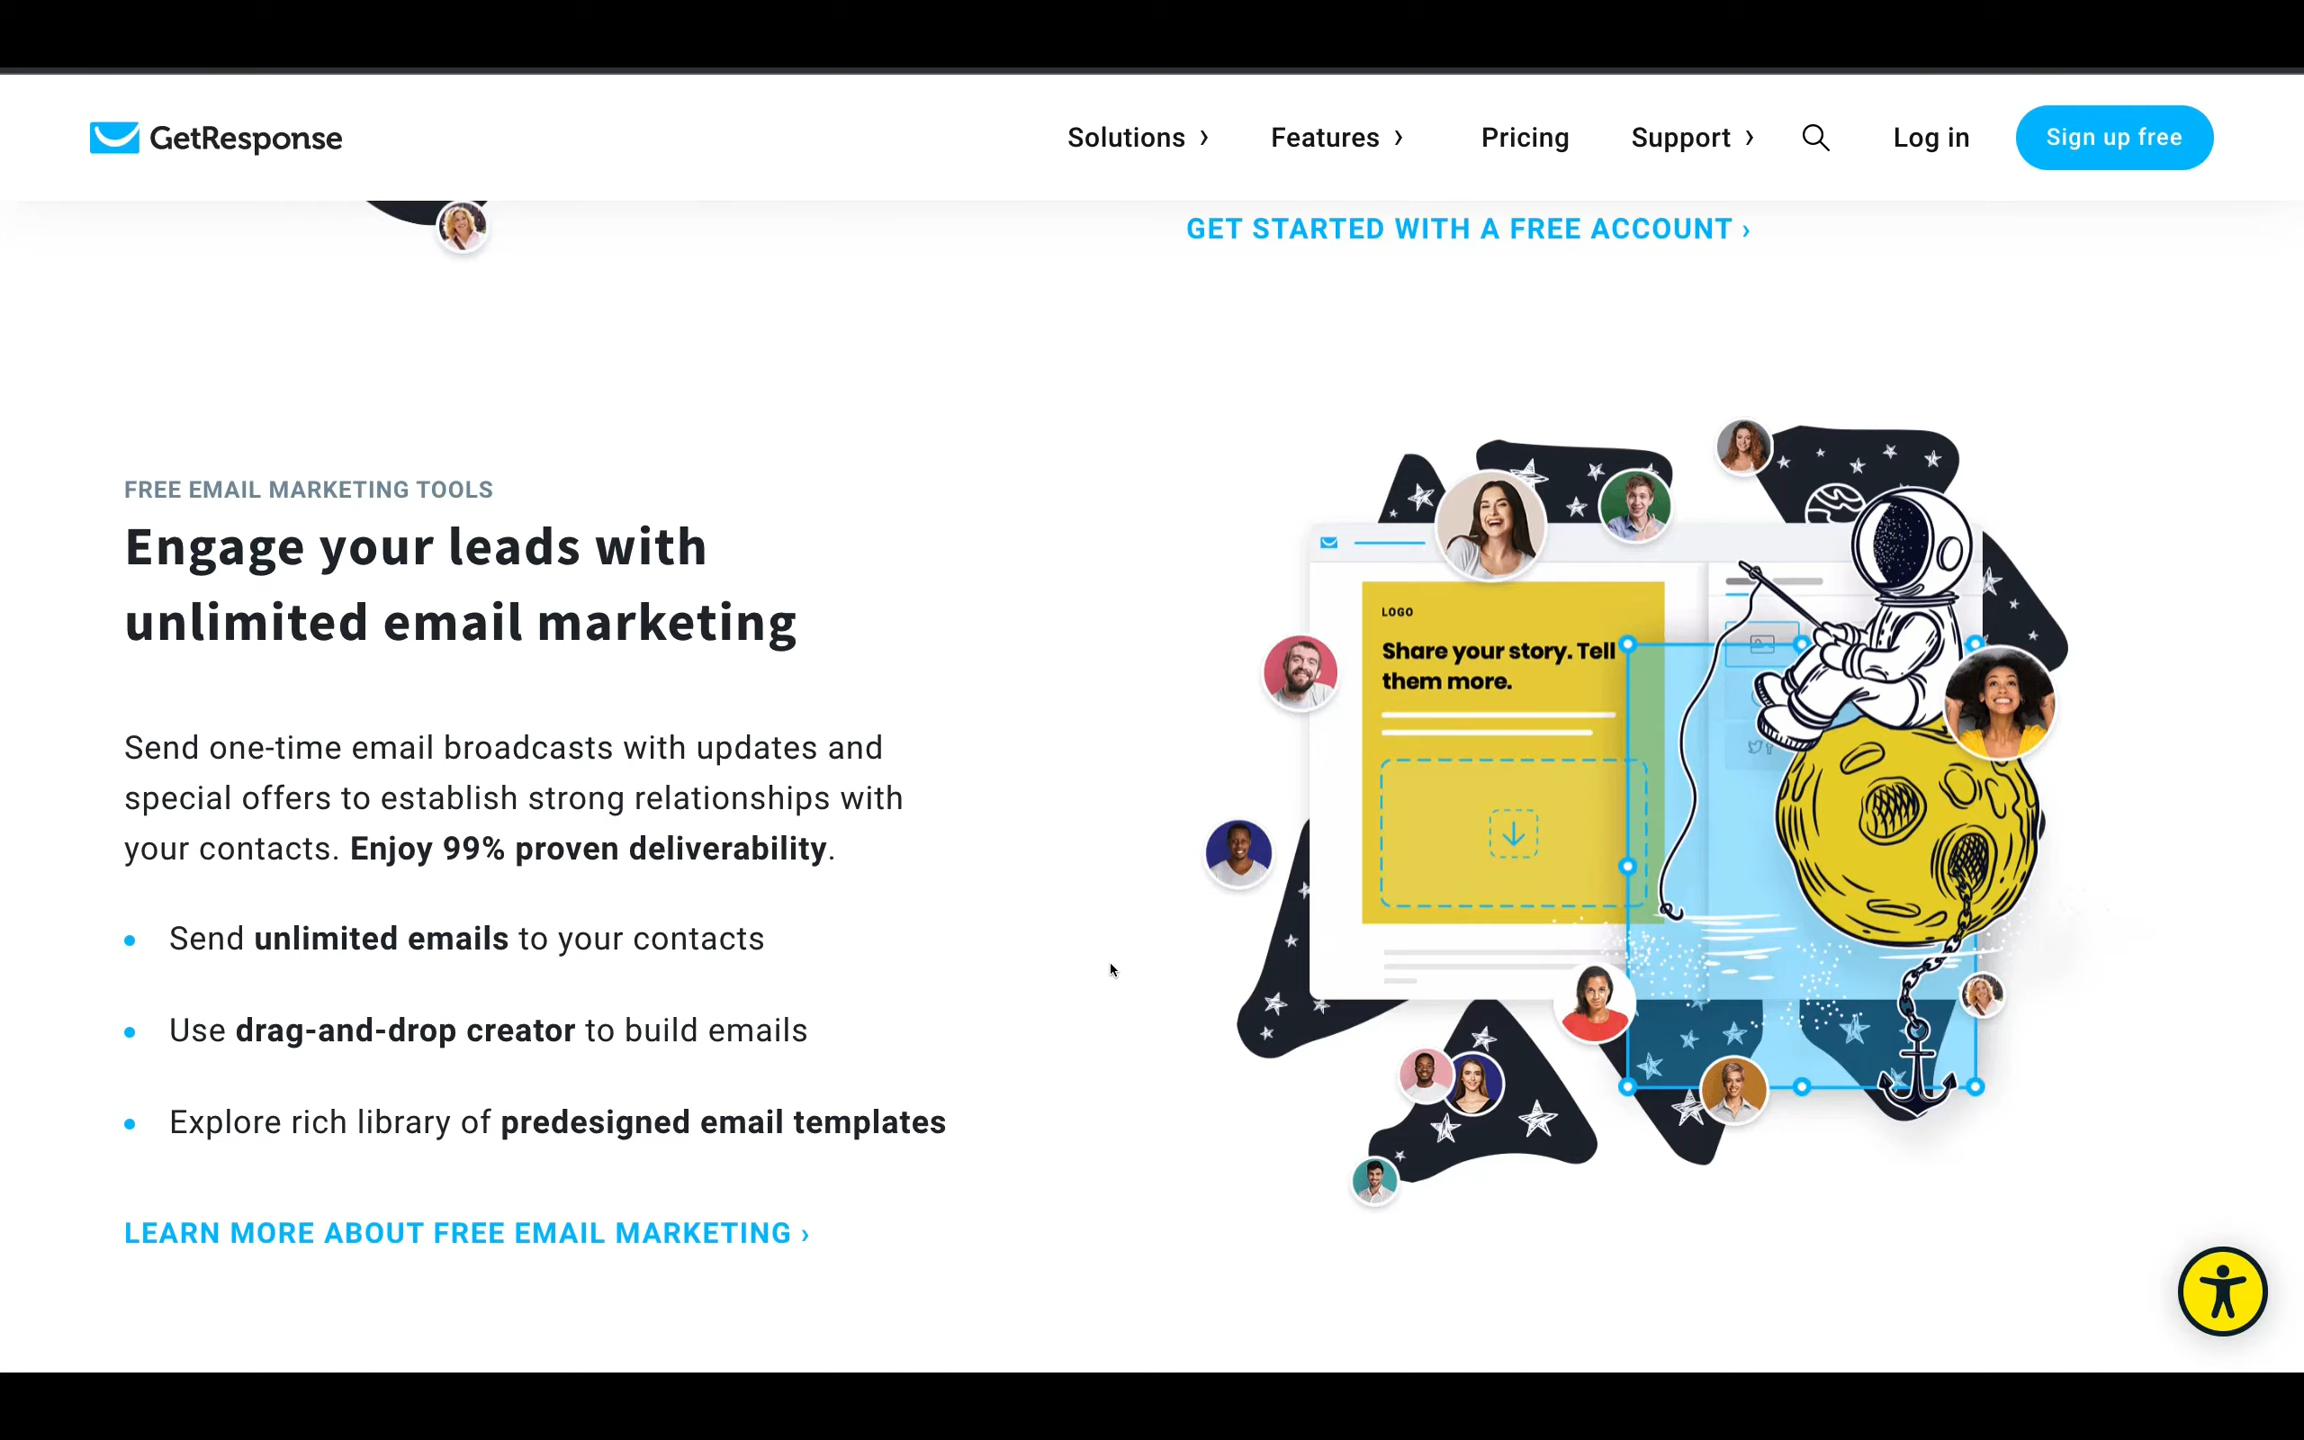 GetResponse
Solutions ›
Features ›
Pricing
Support ›
Log in
Sign up free
GET STARTED WITH A FREE ACCOUNT ›
FREE EMAIL MARKETING TOOLS
Engage your leads with
unlimited email marketing
Send one-time email broadcasts with updates and
special offers to establish strong relationships with
your contacts. Enjoy 99% proven deliverability.
Send unlimited emails to your contacts
Use drag-and-drop creator to build emails
Explore rich library of predesigned email templates
LEARN MORE ABOUT FREE EMAIL MARKETING ›
LOGO
Share your story. Tell
them more.